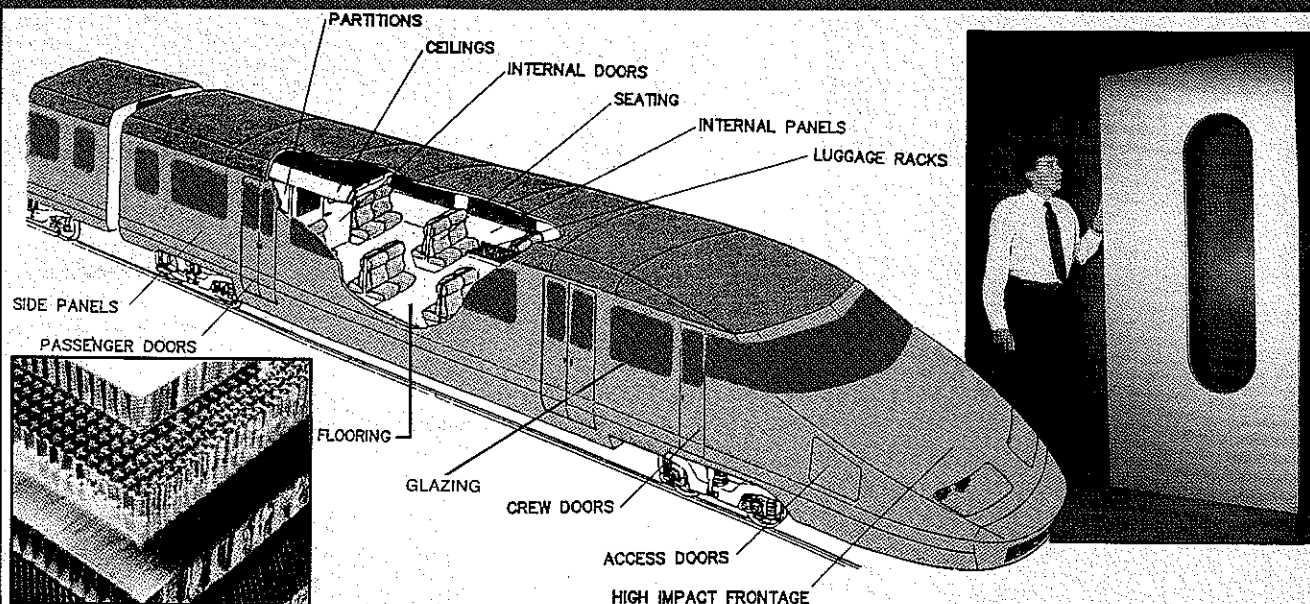 PARTITIONS
CEILINGS
INTERNAL DOORS
SEATING
INTERNAL PANELS
LUGGAGE RACKS
SIDE PANELS
PASSENGER DOORS
FLOORING
GLAZING
CREW DOORS
ACCESS DOORS
HIGH IMPACT FRONTAGE